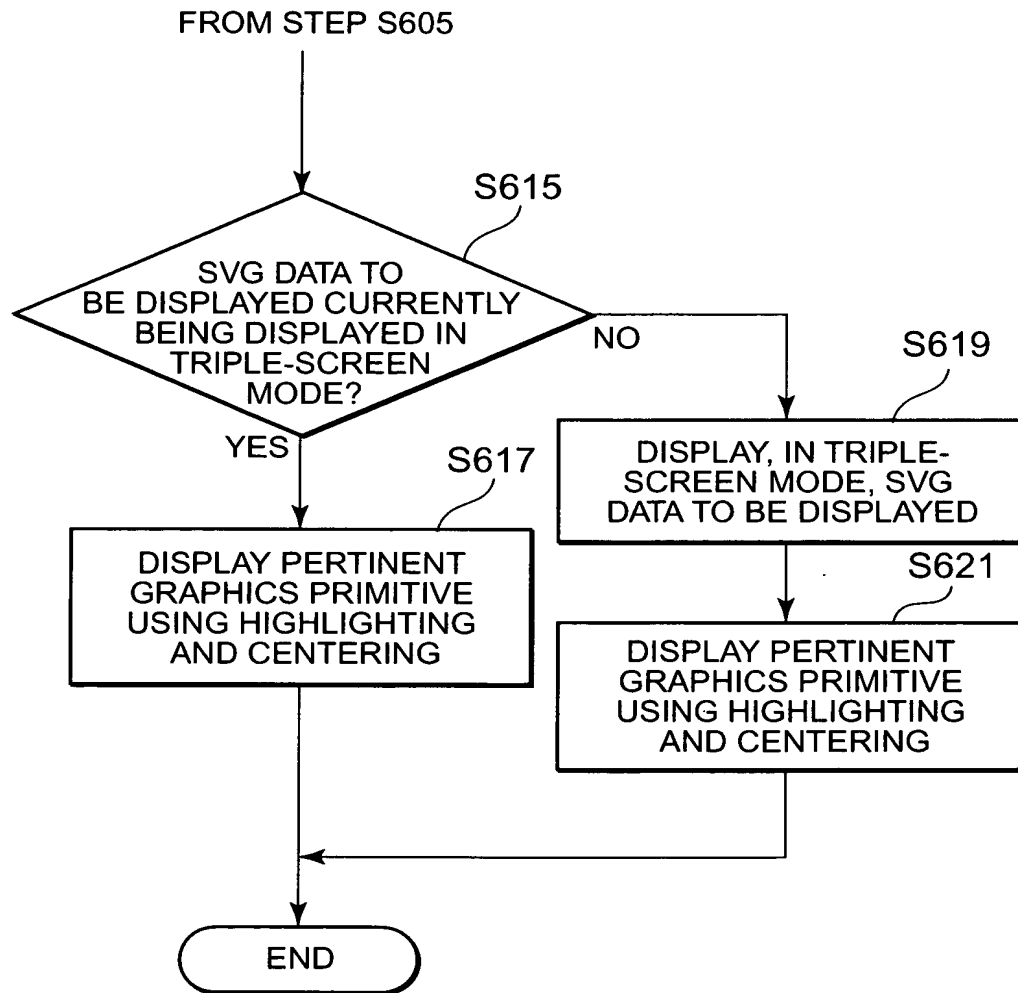 FROM STEP S605
S615
SVG DATA TO
BE DISPLAYED CURRENTLY
BEING DISPLAYED IN
TRIPLE-SCREEN
MODE?
NO
YES
S619
DISPLAY, IN TRIPLE-
SCREEN MODE, SVG
DATA TO BE DISPLAYED
S617
DISPLAY PERTINENT
GRAPHICS PRIMITIVE
USING HIGHLIGHTING
AND CENTERING
S621
DISPLAY PERTINENT
GRAPHICS PRIMITIVE
USING HIGHLIGHTING
AND CENTERING
END